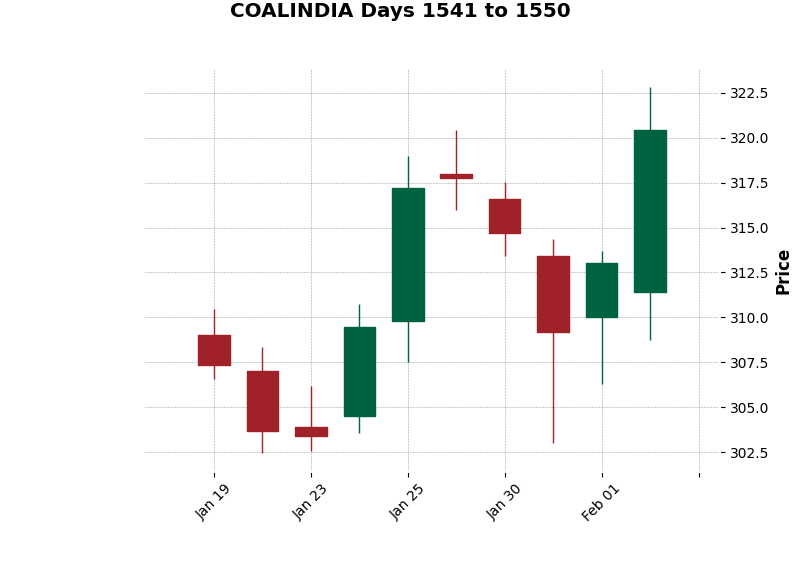 COALINDIA Days 1541 to 1550
322.5
320.0
317.5
315.0
312.5
310.0
307.5
305.0
302.5
Price
Jan 19
Jan 23
Jan 25
Jan 30
Feb 01